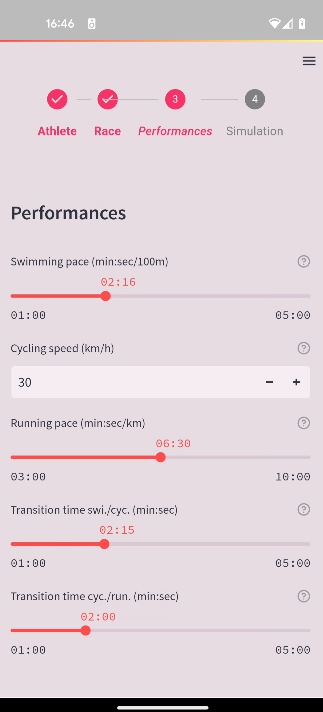 16:46
Athlete Race 3 Performances 4 Simulation
Performances
Swimming pace (min:sec/100m) ?
02:16
01:00 05:00
Cycling speed (km/h) ?
30 - +
Running pace (min:sec/km) ?
06:30
03:00 10:00
Transition time swi./cyc. (min:sec) ?
02:15
01:00 05:00
Transition time cyc./run. (min:sec) ?
02:00
01:00 05:00